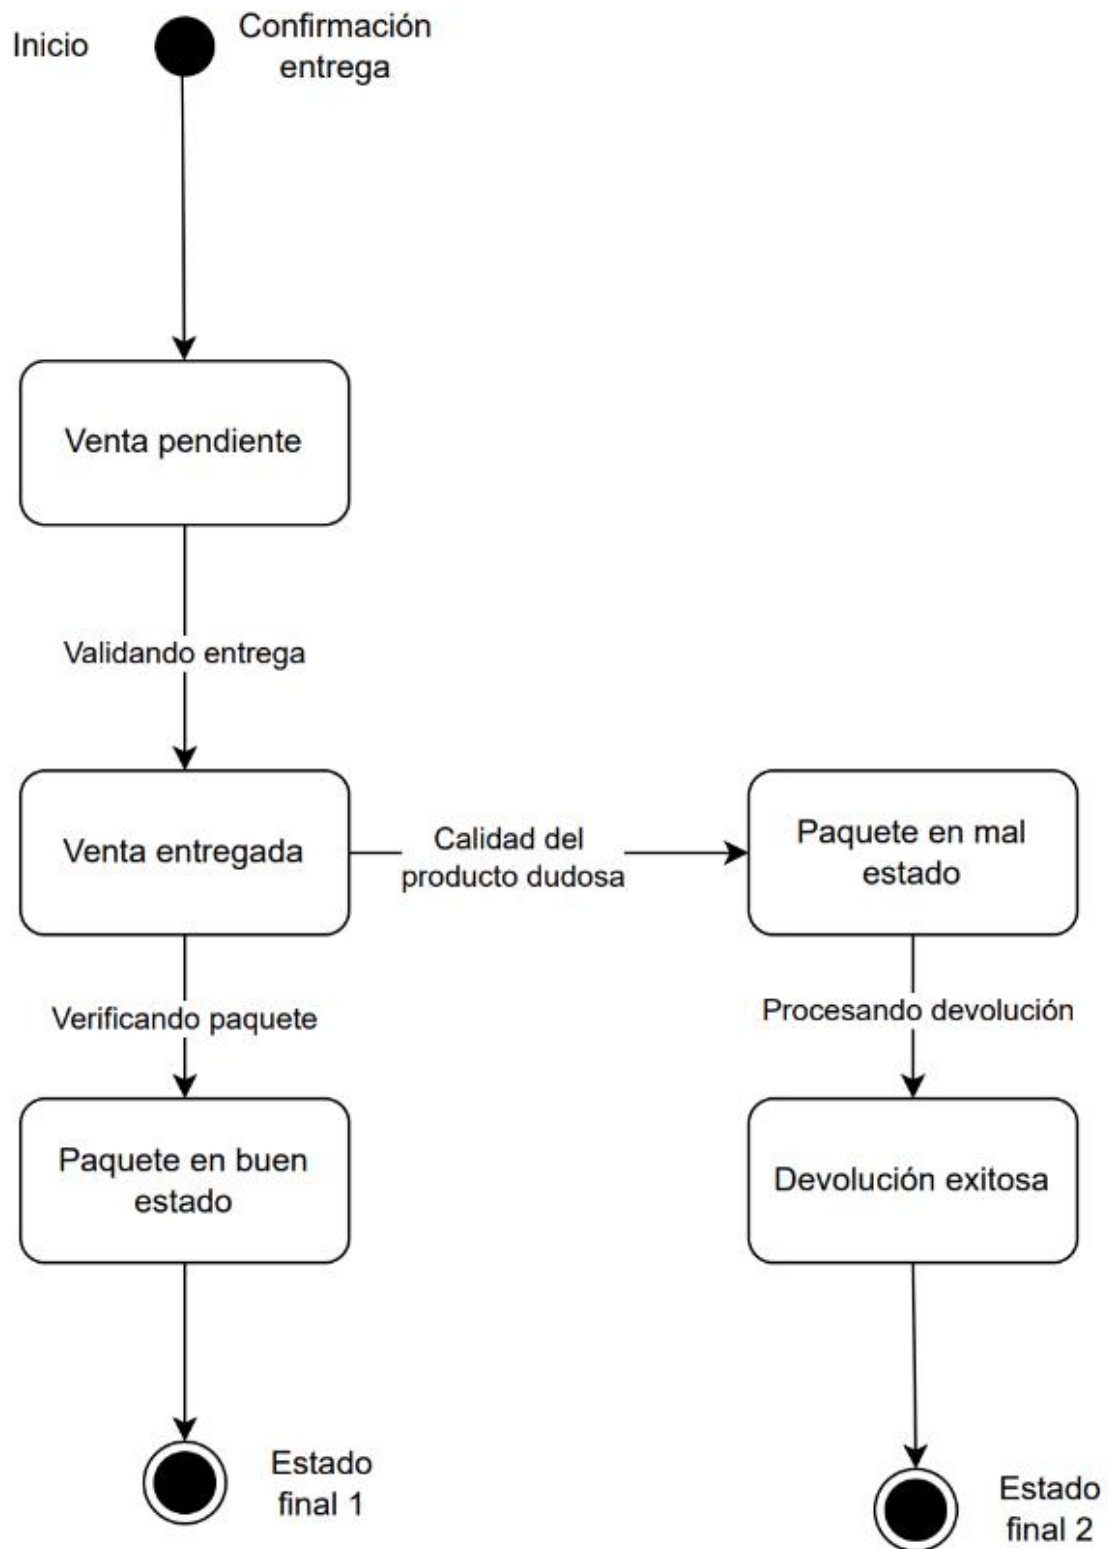 Inicio
Confirmación
entrega
Venta pendiente
Validando entrega
Venta entregada
Calidad del
producto dudosa
Paquete en mal
estado
Verificando paquete
Procesando devolución
Paquete en buen
estado
Devolución exitosa
Estado
final 1
Estado
final 2